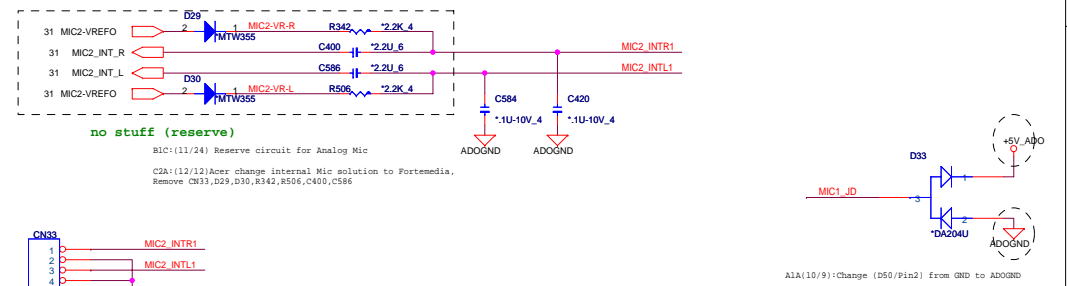 D29
31 MIC2-VREFO 2 1 MIC2-VR-R R342 *2.2K_4
*MTW355
31 MIC2_INT_R C400 *2.2U_6 MIC2_INTR1
31 MIC2_INT_L C586 *2.2U_6 MIC2_INTL1
D30
31 MIC2-VREFO 2 1 MIC2-VR-L R506 *2.2K_4
*MTW355
C584 C420
*.1U-10V_4 *.1U-10V_4
no stuff (reserve)
ADOGND ADOGND
B1C:(11/24) Reserve circuit for Analog Mic
C2A:(12/12)Acer change internal Mic solution to Fortemedia,
Remove CN33,D29,D30,R342,R506,C400,C586
+5V_ADO
D33
1
MIC1_JD 3
2
*DA204U
ADOGND
A1A(10/9):Change (D50/Pin2) from GND to ADOGND
CN33
1 MIC2_INTR1
2
3 MIC2_INTL1
4